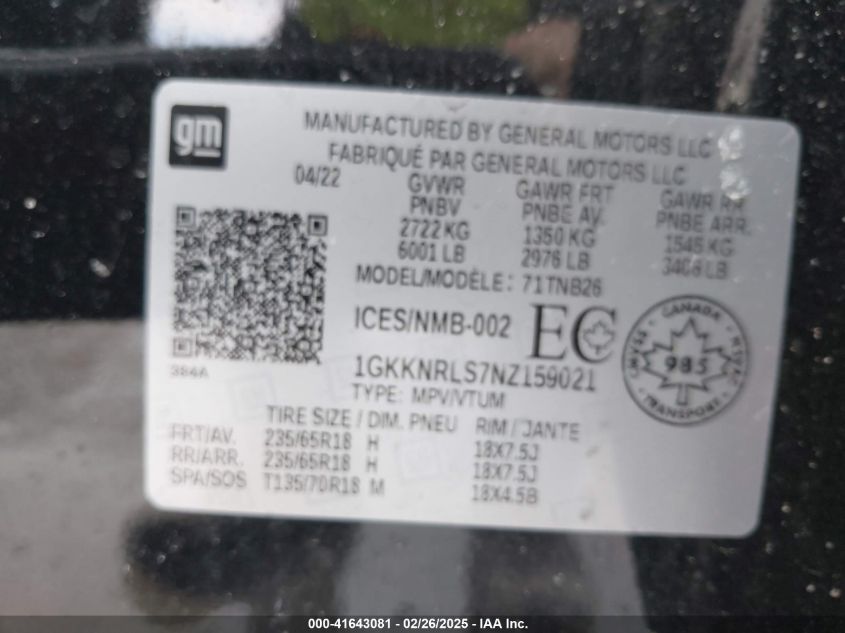 gm
MANUFACTURED BY GENERAL MOTORS LLC
FABRIQUÉ PAR GENERAL MOTORS LLC
04/22 GVWR GAWR FRT GAWR RR
PNBV PNBE AV. PNBE ARR.
2722 KG 1350 KG 1545 KG
6001 LB 2976 LB 3406 LB
MODEL/MODÈLE: 71TNB26
ICES/NMB-002 EC
384A
1GKKNRLS7NZ159021
TYPE: MPV/VTUM
CANADA
985
TRANSPORT
TIRE SIZE / DIM. PNEU RIM / JANTE
FRT/AV. 235/65R18 H 18X7.5J
RR/ARR. 235/65R18 H 18X7.5J
SPA/SOS T135/70R18 M 18X4.5B
000-41643081 - 02/26/2025 - IAA Inc.